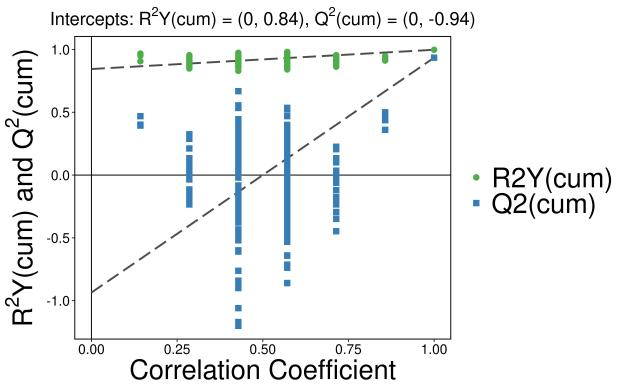 Intercepts: R²Y(cum) = (0, 0.84), Q²(cum) = (0, -0.94)
R²Y(cum) and Q²(cum)
1.0
0.5
0.0
-0.5
-1.0
0.00 0.25 0.50 0.75 1.00
Correlation Coefficient
R2Y(cum)
Q2(cum)